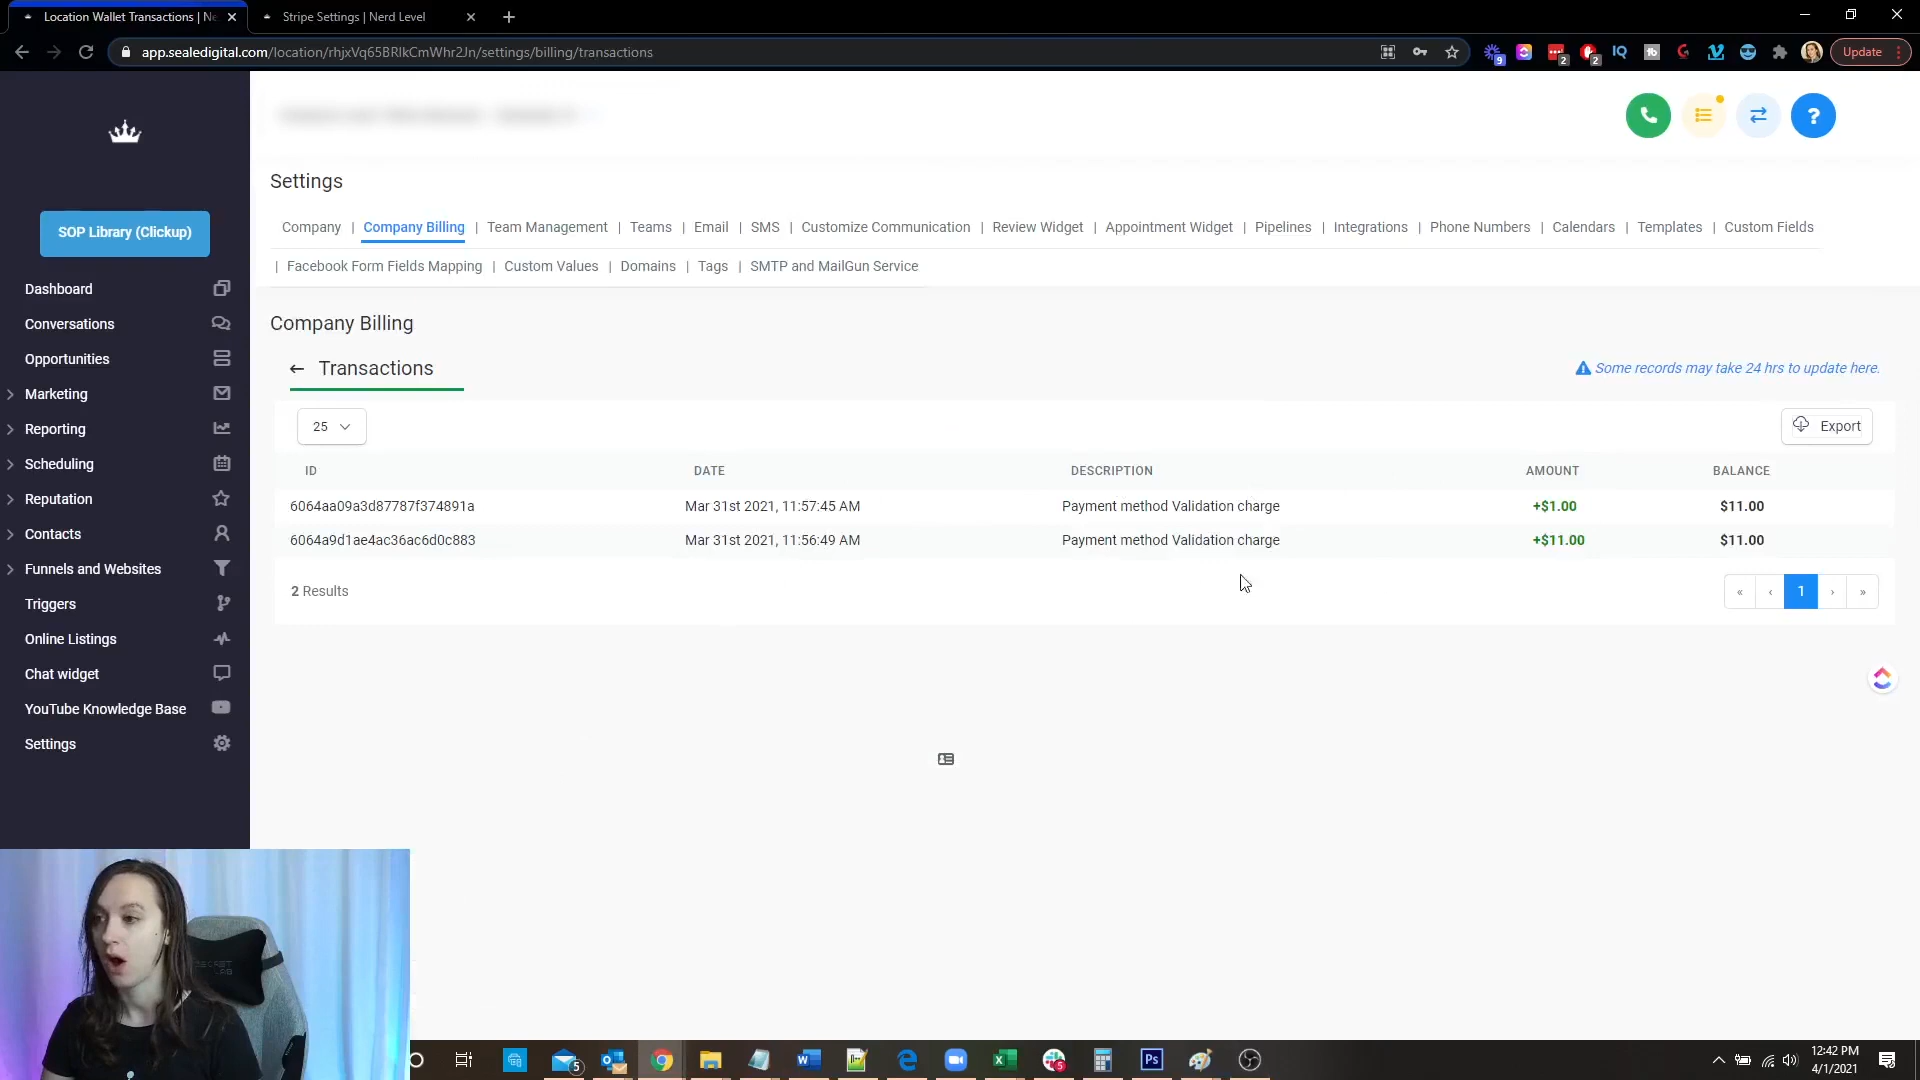 Location Wallet Transactions | Ne
Stripe Settings | Nerd Level
app.sealedigital.com/location/rhjxVq65BRlkCmWhr2Jn/settings/billing/transactions
Update
SOP Library (Clickup)
Dashboard
Conversations
Opportunities
Marketing
Reporting
Scheduling
Reputation
Contacts
Funnels and Websites
Triggers
Online Listings
Chat widget
YouTube Knowledge Base
Settings
Settings
Company | Company Billing | Team Management | Teams | Email | SMS | Customize Communication | Review Widget | Appointment Widget | Pipelines | Integrations | Phone Numbers | Calendars | Templates | Custom Fields
| Facebook Form Fields Mapping | Custom Values | Domains | Tags | SMTP and MailGun Service
Company Billing
← Transactions
Some records may take 24 hrs to update here.
25
Export
ID DATE DESCRIPTION AMOUNT BALANCE
6064aa09a3d87787f374891a Mar 31st 2021, 11:57:45 AM Payment method Validation charge +$1.00 $11.00
6064a9d1ae4ac36ac6d0c883 Mar 31st 2021, 11:56:49 AM Payment method Validation charge +$11.00 $11.00
2 Results
« ‹ 1 › »
12:42 PM
4/1/2021